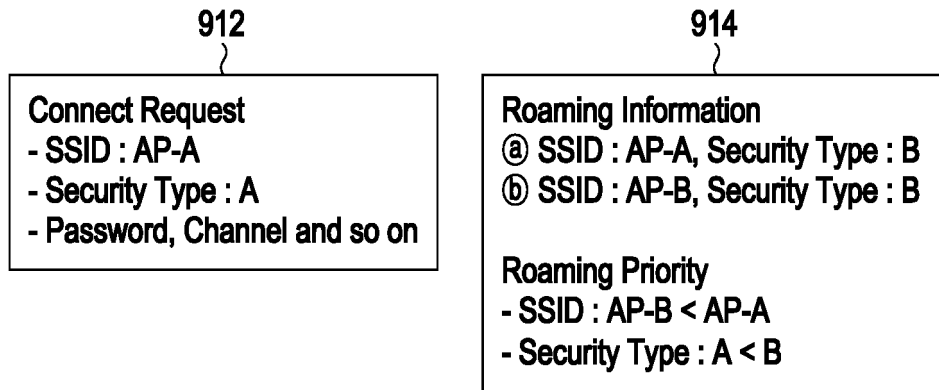 912
Connect Request
- SSID : AP-A
- Security Type : A
- Password, Channel and so on
914
Roaming Information
ⓐ SSID : AP-A, Security Type : B
ⓑ SSID : AP-B, Security Type : B
Roaming Priority
- SSID : AP-B < AP-A
- Security Type : A < B